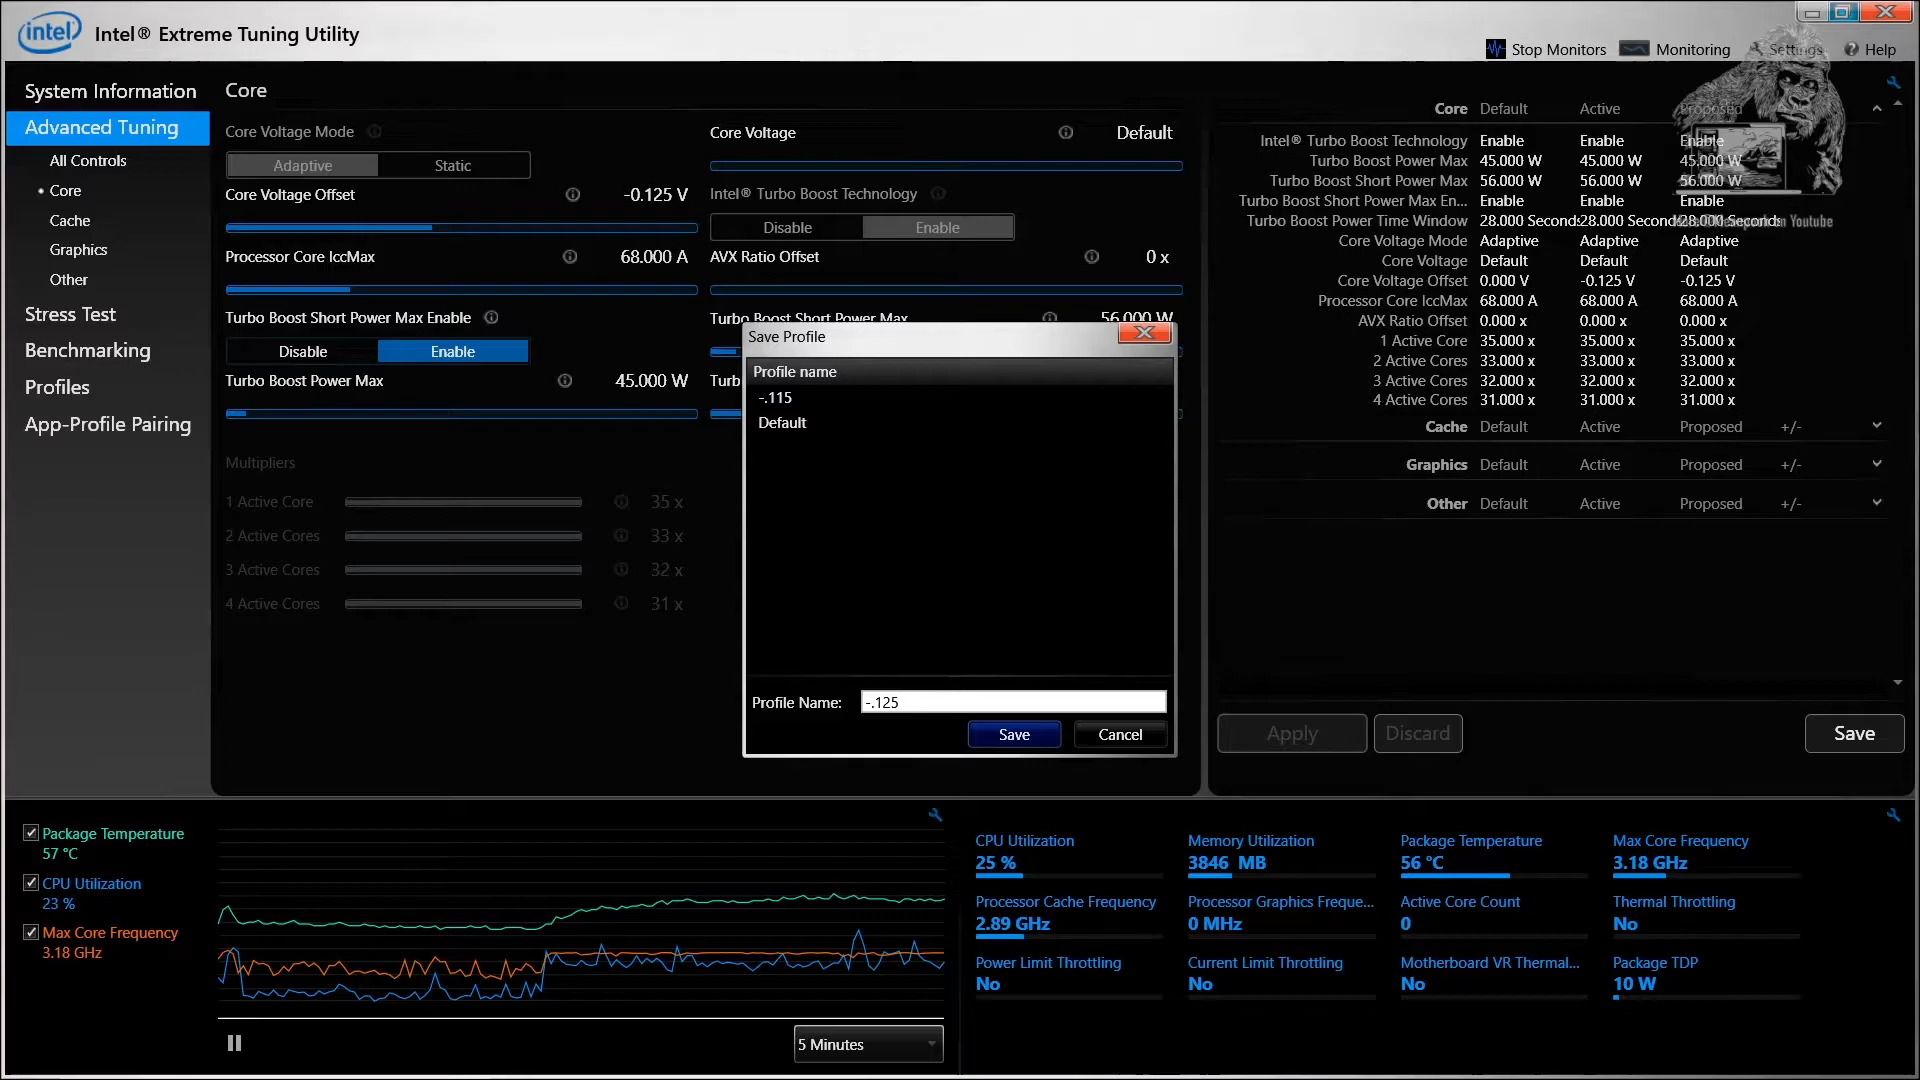 intel
Intel® Extreme Tuning Utility
Stop Monitors
Monitoring
Settings
Help
System Information
Advanced Tuning
All Controls
Core
Cache
Graphics
Other
Stress Test
Benchmarking
Profiles
App-Profile Pairing
Core
Core Voltage Mode
Adaptive
Static
Core Voltage Offset
-0.125 V
Processor Core IccMax
68.000 A
Turbo Boost Short Power Max Enable
Disable
Enable
Turbo Boost Power Max
45.000 W
Multipliers
1 Active Core
35 x
2 Active Cores
33 x
3 Active Cores
32 x
4 Active Cores
31 x
Core Voltage
Default
Intel® Turbo Boost Technology
Disable
Enable
AVX Ratio Offset
0 x
Turbo Boost Short Power Max
56.000 W
Turb
Save Profile
Profile name
-.115
Default
Profile Name:
-.125
Save
Cancel
Core Default Active Proposed
Intel® Turbo Boost Technology Enable Enable Enable
Turbo Boost Power Max 45.000 W 45.000 W 45.000 W
Turbo Boost Short Power Max 56.000 W 56.000 W 56.000 W
Turbo Boost Short Power Max En... Enable Enable Enable
Turbo Boost Power Time Window 28.000 Seconds 28.000 Seconds 28.000 Seconds
Youtube
Core Voltage Mode Adaptive Adaptive Adaptive
Core Voltage Default Default Default
Core Voltage Offset 0.000 V -0.125 V -0.125 V
Processor Core IccMax 68.000 A 68.000 A 68.000 A
AVX Ratio Offset 0.000 x 0.000 x 0.000 x
1 Active Core 35.000 x 35.000 x 35.000 x
2 Active Cores 33.000 x 33.000 x 33.000 x
3 Active Cores 32.000 x 32.000 x 32.000 x
4 Active Cores 31.000 x 31.000 x 31.000 x
Cache Default Active Proposed +/-
Graphics Default Active Proposed +/-
Other Default Active Proposed +/-
Apply
Discard
Save
Package Temperature
57 °C
CPU Utilization
23 %
Max Core Frequency
3.18 GHz
5 Minutes
CPU Utilization
25 %
Memory Utilization
3846 MB
Package Temperature
56 °C
Max Core Frequency
3.18 GHz
Processor Cache Frequency
2.89 GHz
Processor Graphics Freque...
0 MHz
Active Core Count
0
Thermal Throttling
No
Power Limit Throttling
No
Current Limit Throttling
No
Motherboard VR Thermal...
No
Package TDP
10 W